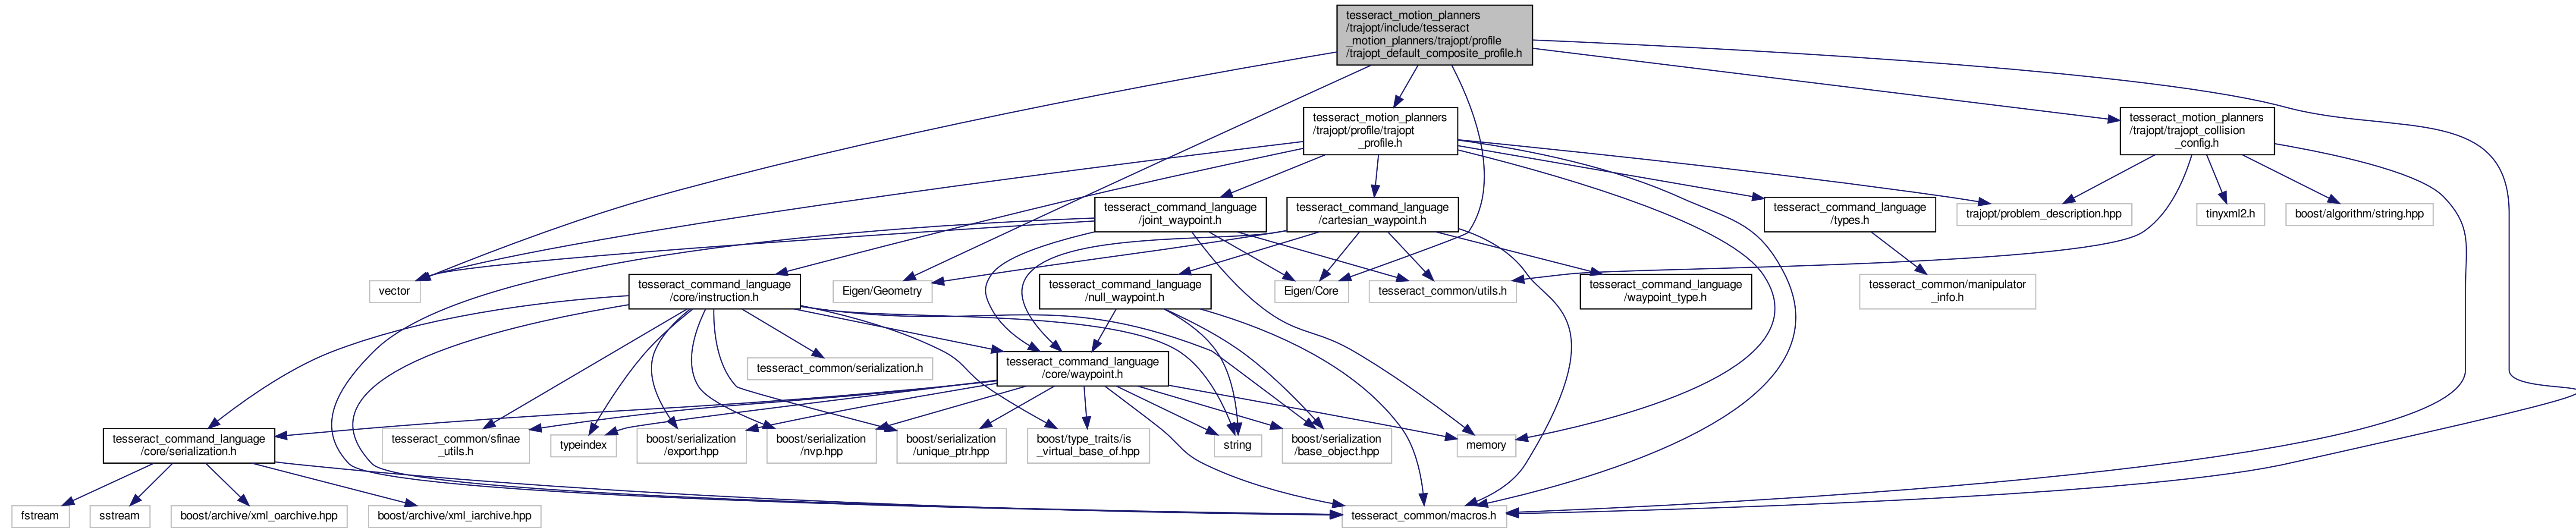 tesseract_motion_planners
/trajopt/include/tesseract
_motion_planners/trajopt/profile
/trajopt_default_composite_profile.h
tesseract_motion_planners
/trajopt/profile/trajopt
_profile.h
tesseract_motion_planners
/trajopt/trajopt_collision
_config.h
tesseract_command_language
/joint_waypoint.h
tesseract_command_language
/cartesian_waypoint.h
tesseract_command_language
/types.h
trajopt/problem_description.hpp
tinyxml2.h
boost/algorithm/string.hpp
vector
tesseract_command_language
/core/instruction.h
Eigen/Geometry
tesseract_command_language
/null_waypoint.h
Eigen/Core
tesseract_common/utils.h
tesseract_command_language
/waypoint_type.h
tesseract_common/manipulator
_info.h
tesseract_common/serialization.h
tesseract_command_language
/core/waypoint.h
tesseract_command_language
/core/serialization.h
tesseract_common/sfinae
_utils.h
typeindex
boost/serialization
/export.hpp
boost/serialization
/nvp.hpp
boost/serialization
/unique_ptr.hpp
boost/type_traits/is
_virtual_base_of.hpp
string
boost/serialization
/base_object.hpp
memory
fstream
sstream
boost/archive/xml_oarchive.hpp
boost/archive/xml_iarchive.hpp
tesseract_common/macros.h